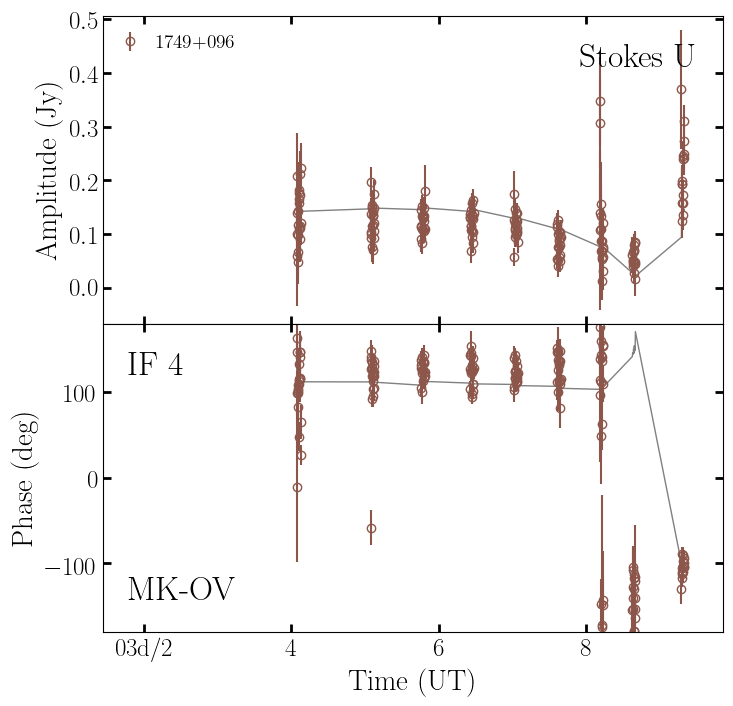 1749+096
Stokes U
Amplitude (Jy)
0.5
0.4
0.3
0.2
0.1
0.0
IF 4
MK-OV
Phase (deg)
100
0
−100
03d/2
4
6
8
Time (UT)